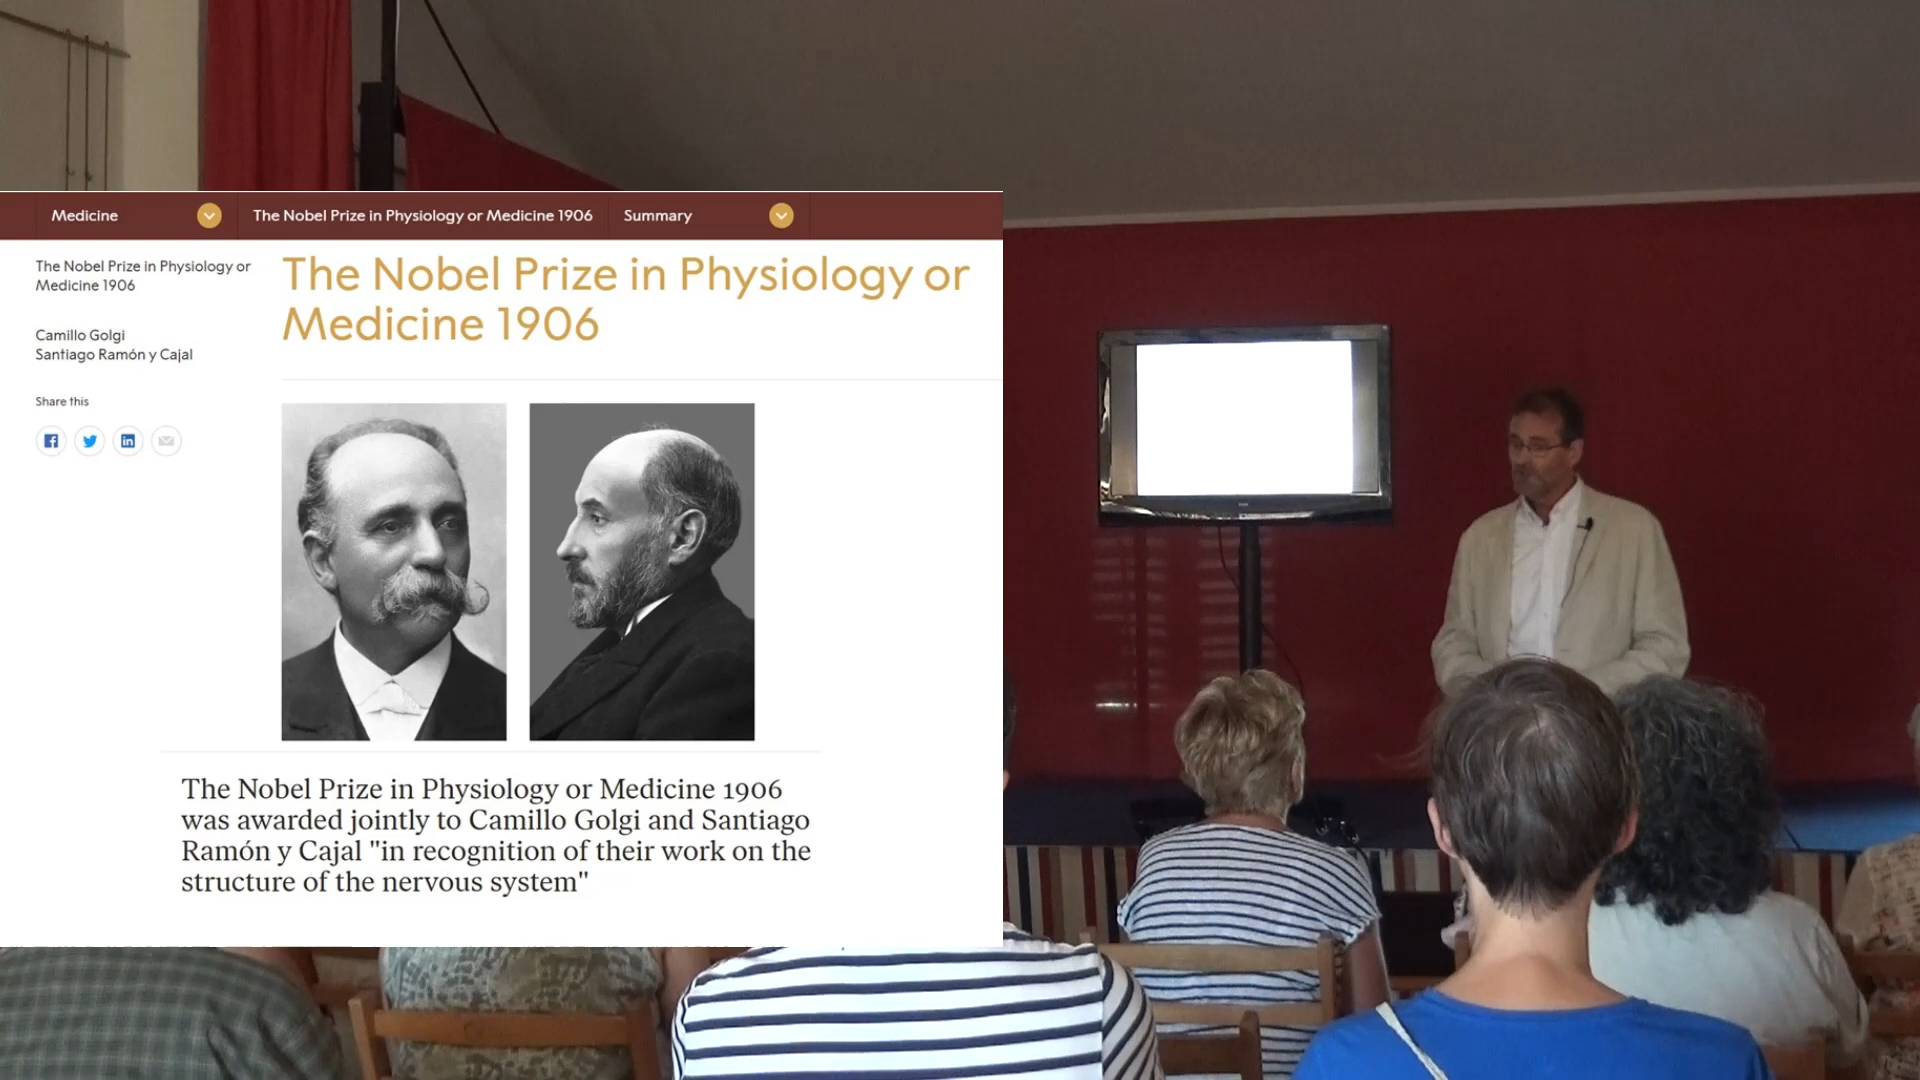 Medicine
The Nobel Prize in Physiology or Medicine 1906
Summary
The Nobel Prize in Physiology or
Medicine 1906
Camillo Golgi
Santiago Ramón y Cajal
Share this
The Nobel Prize in Physiology or
Medicine 1906
The Nobel Prize in Physiology or Medicine 1906
was awarded jointly to Camillo Golgi and Santiago
Ramón y Cajal "in recognition of their work on the
structure of the nervous system"